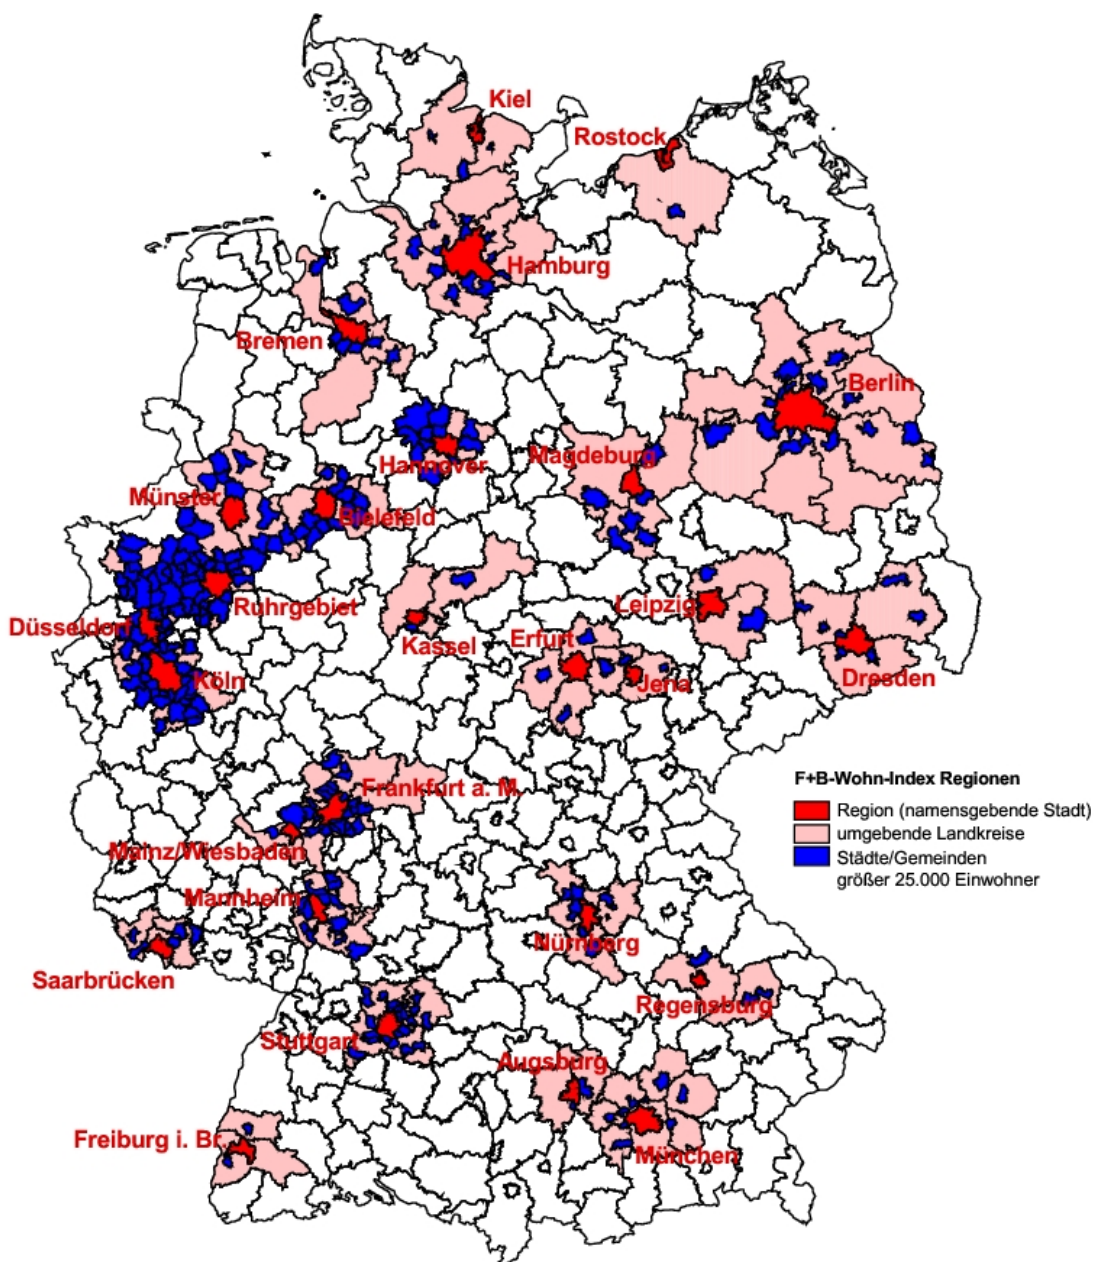 Kiel
Rostock
Hamburg
Bremen
Berlin
Hannover
Magdeburg
Münster
Bielefeld
Ruhrgebiet
Düsseldorf
Leipzig
Kassel
Erfurt
Köln
Jena
Dresden
F+B-Wohn-Index Regionen
Region (namensgebende Stadt)
umgebende Landkreise
Städte/Gemeinden
größer 25.000 Einwohner
Frankfurt a. M.
Mainz/Wiesbaden
Mannheim
Nürnberg
Saarbrücken
Regensburg
Stuttgart
Augsburg
Freiburg i. Br.
München